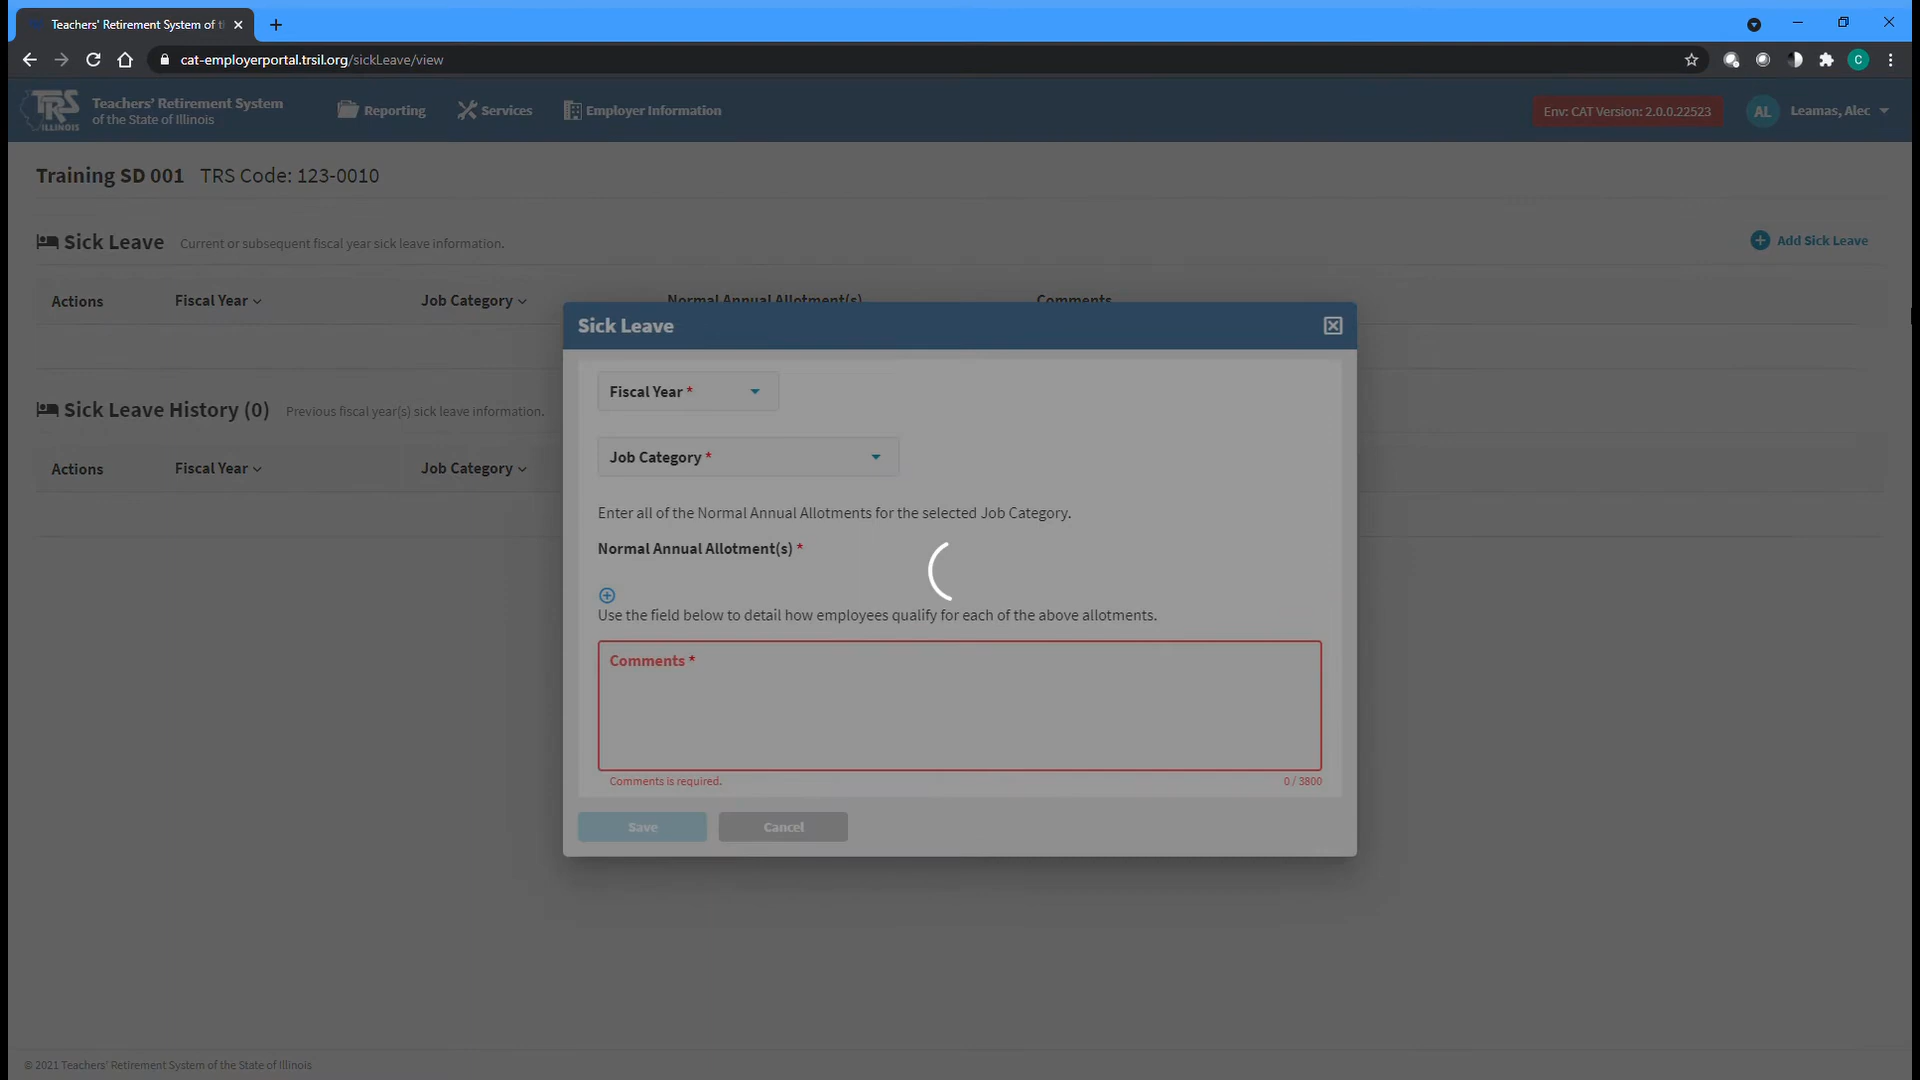 Teachers' Retirement System of t
cat-employerportal.trsil.org/sickLeave/view
C
TRS
ILLINOIS
Teachers' Retirement System
of the State of Illinois
Reporting
Services
Employer Information
Env: CAT Version: 2.0.0.22523
AL
Leamas, Alec
Training SD 001 TRS Code: 123-0010
Sick Leave Current or subsequent fiscal year sick leave information.
Add Sick Leave
Actions Fiscal Year Job Category Normal Annual Allotment(s) Comments
Sick Leave History (0) Previous fiscal year(s) sick leave information.
Actions Fiscal Year Job Category
Sick Leave
Fiscal Year *
Job Category *
Enter all of the Normal Annual Allotments for the selected Job Category.
Normal Annual Allotment(s) *
Use the field below to detail how employees qualify for each of the above allotments.
Comments *
Comments is required. 0 / 3800
Save Cancel
© 2021 Teachers' Retirement System of the State of Illinois